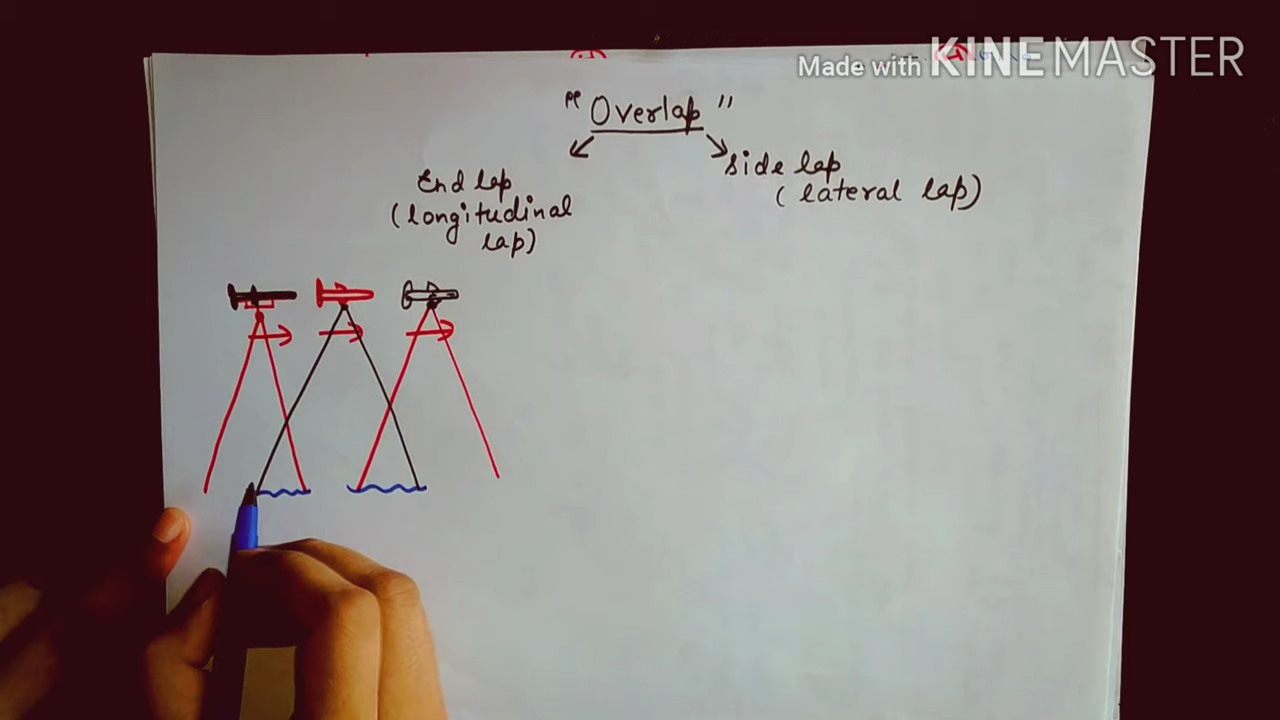 Made with KINEMASTER
"Overlap"
End lap
(longitudinal
lap)
side lap
(lateral lap)